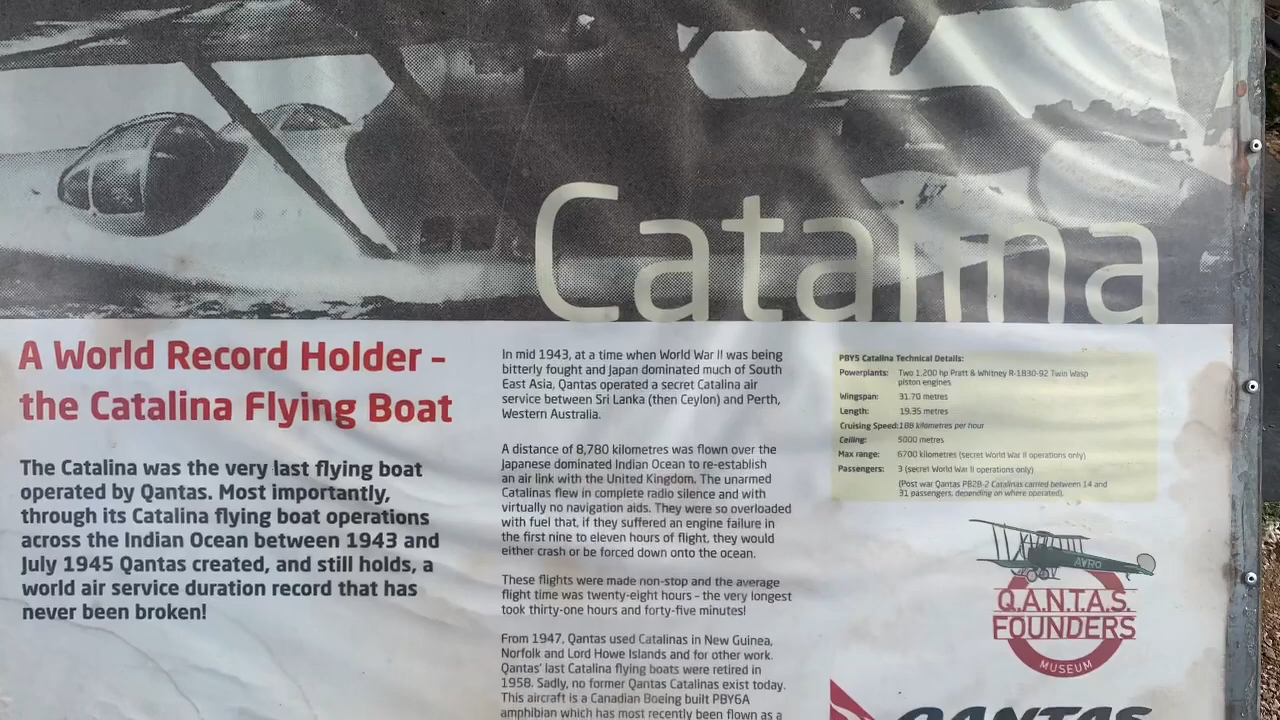 Catalina
A World Record Holder –
the Catalina Flying Boat
The Catalina was the very last flying boat
operated by Qantas. Most importantly,
through its Catalina flying boat operations
across the Indian Ocean between 1943 and
July 1945 Qantas created, and still holds, a
world air service duration record that has
never been broken!
In mid 1943, at a time when World War II was being
bitterly fought and Japan dominated much of South
East Asia, Qantas operated a secret Catalina air
service between Sri Lanka (then Ceylon) and Perth,
Western Australia.
A distance of 8,780 kilometres was flown over the
Japanese dominated Indian Ocean to re-establish
an air link with the United Kingdom. The unarmed
Catalinas flew in complete radio silence and with
virtually no navigation aids. They were so overloaded
with fuel that, if they suffered an engine failure in
the first nine to eleven hours of flight, they would
either crash or be forced down onto the ocean.
These flights were made non-stop and the average
flight time was twenty-eight hours – the very longest
took thirty-one hours and forty-five minutes!
From 1947, Qantas used Catalinas in New Guinea,
Norfolk and Lord Howe Islands and for other work.
Qantas' last Catalina flying boats were retired in
1958. Sadly, no former Qantas Catalinas exist today.
This aircraft is a Canadian Boeing built PBY6A
amphibian which has most recently been flown as a
PBY5 Catalina Technical Details:
Powerplants: Two 1,200 hp Pratt & Whitney R-1830-92 Twin Wasp
piston engines
Wingspan: 31.70 metres
Length: 19.35 metres
Cruising Speed: 188 kilometres per hour
Ceiling: 5000 metres
Max range: 6700 kilometres (secret World War II operations only)
Passengers: 3 (secret World War II operations only)
(Post war Qantas PB2B-2 Catalinas carried between 14 and
31 passengers, depending on where operated).
AVRO
Q.A.N.T.A.S.
FOUNDERS
MUSEUM
QANTAS